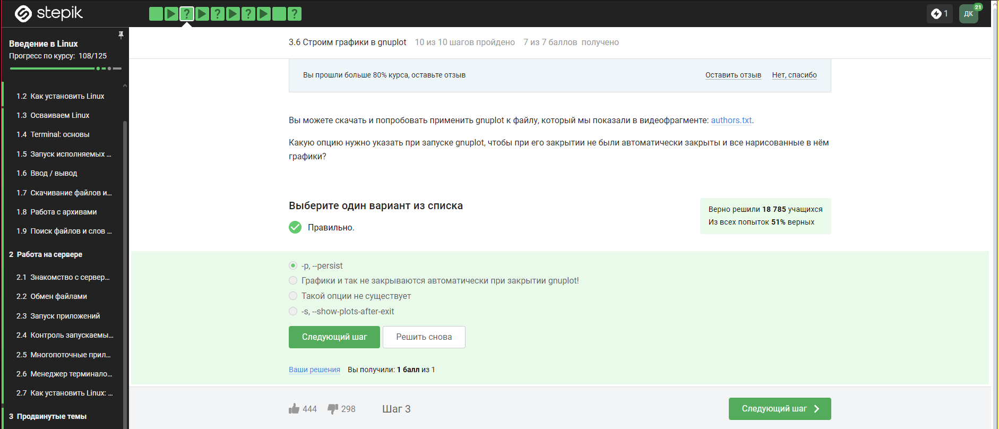 stepik
?
?
?
?
1
ДК
21
Введение в Linux
Прогресс по курсу: 108/125
1.2 Как установить Linux
1.3 Осваиваем Linux
1.4 Terminal: основы
1.5 Запуск исполняемых ...
1.6 Ввод / вывод
1.7 Скачивание файлов и...
1.8 Работа с архивами
1.9 Поиск файлов и слов ...
2 Работа на сервере
2.1 Знакомство с сервер...
2.2 Обмен файлами
2.3 Запуск приложений
2.4 Контроль запускаемы...
2.5 Многопоточные прил...
2.6 Менеджер терминало...
2.7 Как установить Linux: ...
3 Продвинутые темы
3.6 Строим графики в gnuplot 10 из 10 шагов пройдено 7 из 7 баллов получено
Вы прошли больше 80% курса, оставьте отзыв Оставить отзыв Нет, спасибо
Вы можете скачать и попробовать применить gnuplot к файлу, который мы показали в видеофрагменте: authors.txt.
Какую опцию нужно указать при запуске gnuplot, чтобы при его закрытии не были автоматически закрыты и все нарисованные в нём
графики?
Выберите один вариант из списка
Правильно.
Верно решили 18 785 учащихся
Из всех попыток 51% верных
-p, --persist
Графики и так не закрываются автоматически при закрытии gnuplot!
Такой опции не существует
-s, --show-plots-after-exit
Следующий шаг Решить снова
Ваши решения Вы получили: 1 балл из 1
444 298 Шаг 3 Следующий шаг